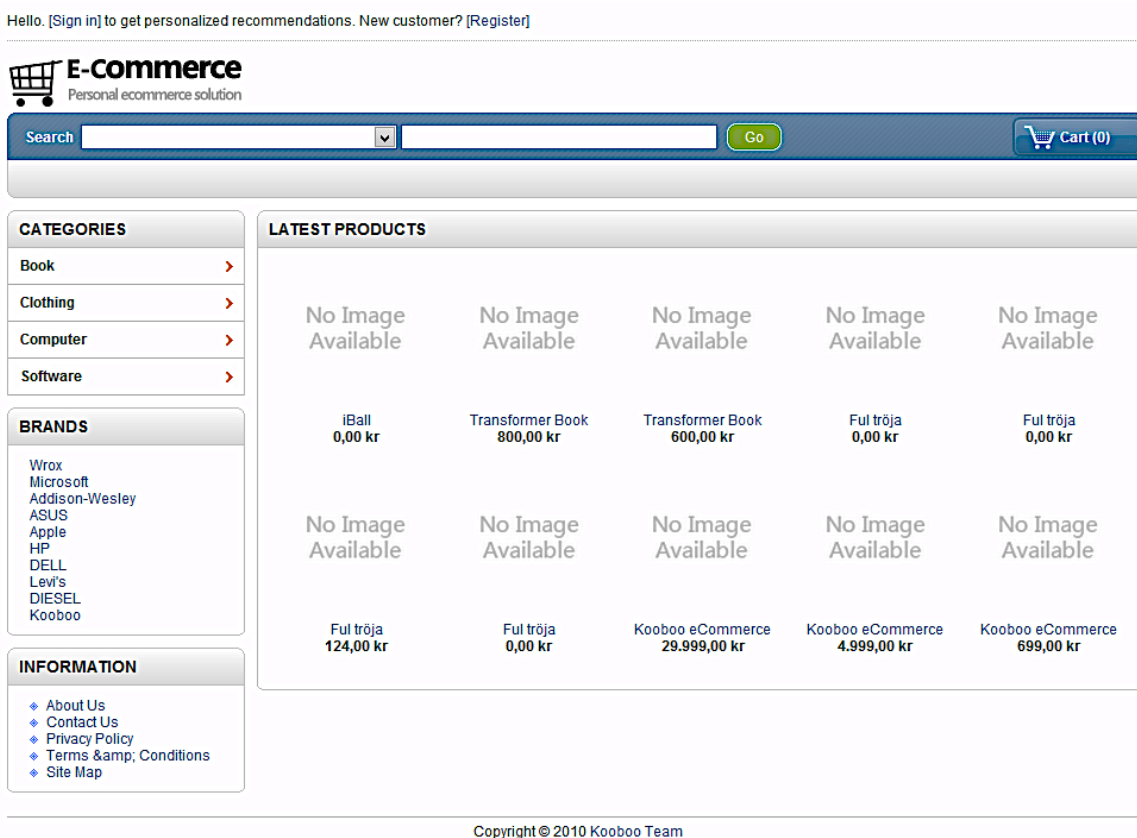 Hello. [Sign in] to get personalized recommendations. New customer? [Register]
E-Commerce
Personal ecommerce solution
Search
Go
Cart (0)
CATEGORIES
Book
Clothing
Computer
Software
BRANDS
Wrox
Microsoft
Addison-Wesley
ASUS
Apple
HP
DELL
Levi's
DIESEL
Kooboo
INFORMATION
About Us
Contact Us
Privacy Policy
Terms &amp; Conditions
Site Map
LATEST PRODUCTS
No Image Available
No Image Available
No Image Available
No Image Available
No Image Available
iBall
0,00 kr
Transformer Book
800,00 kr
Transformer Book
600,00 kr
Ful tröja
0,00 kr
Ful tröja
0,00 kr
No Image Available
No Image Available
No Image Available
No Image Available
No Image Available
Ful tröja
124,00 kr
Ful tröja
0,00 kr
Kooboo eCommerce
29.999,00 kr
Kooboo eCommerce
4.999,00 kr
Kooboo eCommerce
699,00 kr
Copyright © 2010 Kooboo Team